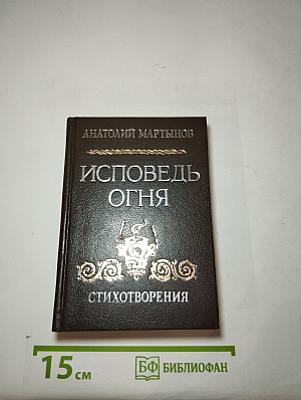 АНАТОЛИЙ МАРТЫНОВ
ИСПОВЕДЬ
ОГНЯ
СТИХОТВОРЕНИЯ
15 см
БФ БИБЛИОФАН